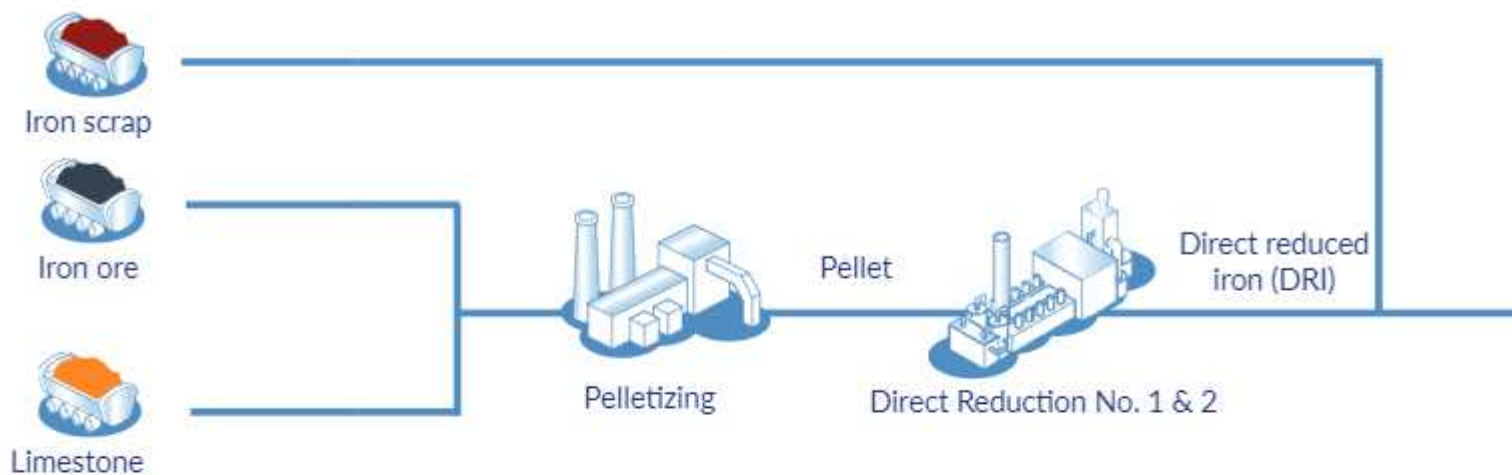 Iron scrap
Iron ore
Limestone
Pelletizing
Pellet
Direct Reduction No. 1 & 2
Direct reduced
iron (DRI)